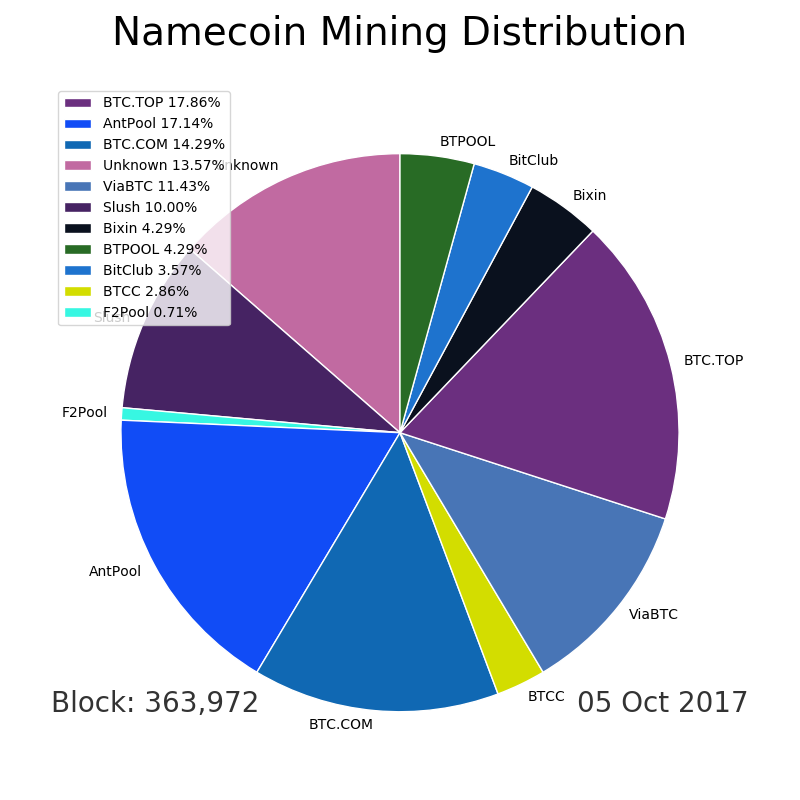 Namecoin Mining Distribution
BTC.TOP 17.86%
AntPool 17.14%
BTC.COM 14.29%
Unknown 13.57%
ViaBTC 11.43%
Slush 10.00%
Bixin 4.29%
BTPOOL 4.29%
BitClub 3.57%
BTCC 2.86%
F2Pool 0.71%
BTPOOL
BitClub
Bixin
Unknown
BTC.TOP
Slush
F2Pool
AntPool
ViaBTC
BTCC
BTC.COM
Block: 363,972
05 Oct 2017